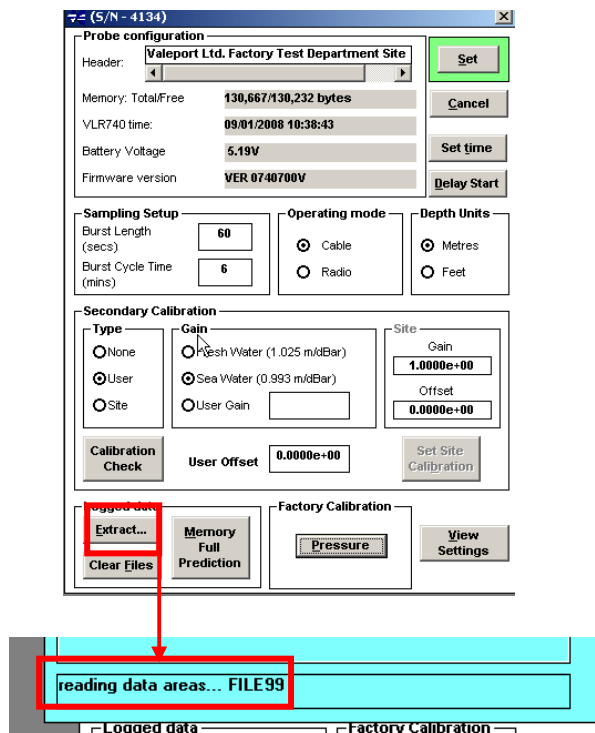 (S/N - 4134)
Probe configuration
Header: Valeport Ltd. Factory Test Department Site
Set
Memory: Total/Free 130,667/130,232 bytes
Cancel
VLR740 time: 09/01/2008 10:38:43
Battery Voltage 5.19V
Set time
Firmware version VER 0740700V
Delay Start
Sampling Setup
Operating mode
Depth Units
Burst Length
(secs)
60
Cable
Metres
Burst Cycle Time
(mins)
6
Radio
Feet
Secondary Calibration
Type
Gain
Site
None
Fresh Water (1.025 m/dBar)
Gain
1.0000e+00
User
Sea Water (0.993 m/dBar)
Offset
Site
User Gain
0.0000e+00
Calibration
Check
User Offset 0.0000e+00
Set Site
Calibration
Logged data
Factory Calibration
Extract...
Memory
Full
Prediction
Pressure
View
Settings
Clear Files
reading data areas... FILE99
Logged data
Factory Calibration